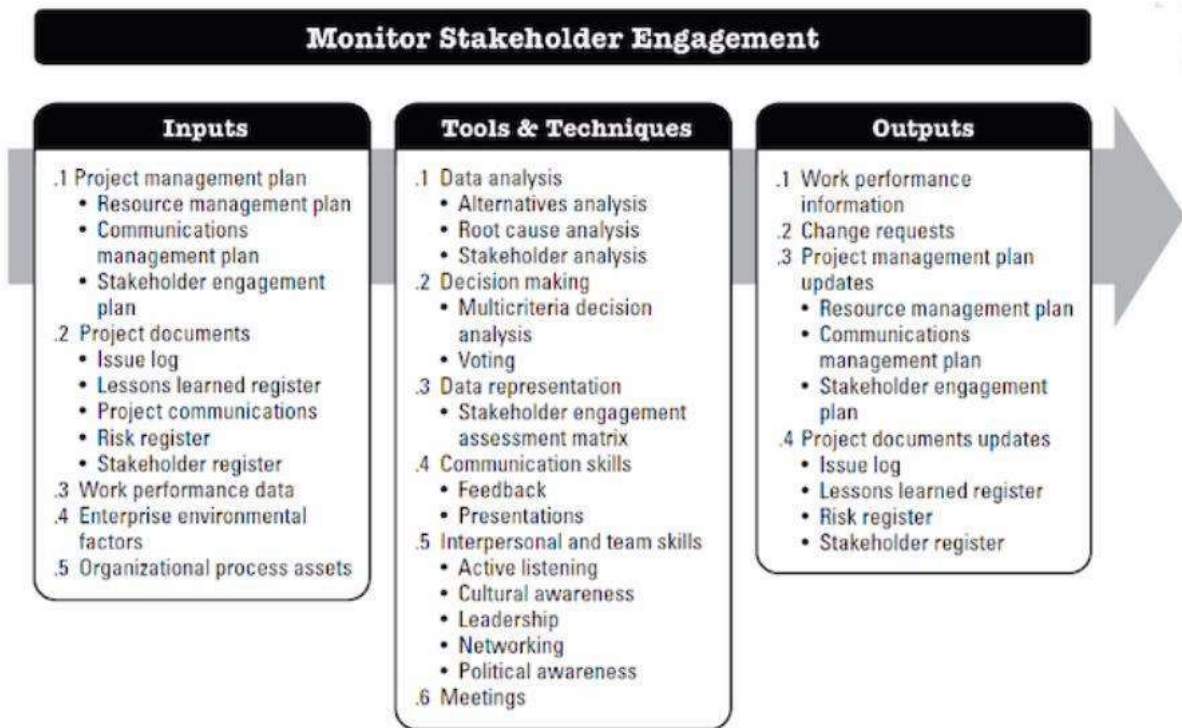 Monitor Stakeholder Engagement
Inputs
.1 Project management plan
• Resource management plan
• Communications
management plan
• Stakeholder engagement
plan
.2 Project documents
• Issue log
• Lessons learned register
• Project communications
• Risk register
• Stakeholder register
.3 Work performance data
.4 Enterprise environmental
factors
.5 Organizational process assets
Tools & Techniques
.1 Data analysis
• Alternatives analysis
• Root cause analysis
• Stakeholder analysis
.2 Decision making
• Multicriteria decision
analysis
• Voting
.3 Data representation
• Stakeholder engagement
assessment matrix
.4 Communication skills
• Feedback
• Presentations
.5 Interpersonal and team skills
• Active listening
• Cultural awareness
• Leadership
• Networking
• Political awareness
.6 Meetings
Outputs
.1 Work performance
information
.2 Change requests
.3 Project management plan
updates
• Resource management plan
• Communications
management plan
• Stakeholder engagement
plan
.4 Project documents updates
• Issue log
• Lessons learned register
• Risk register
• Stakeholder register